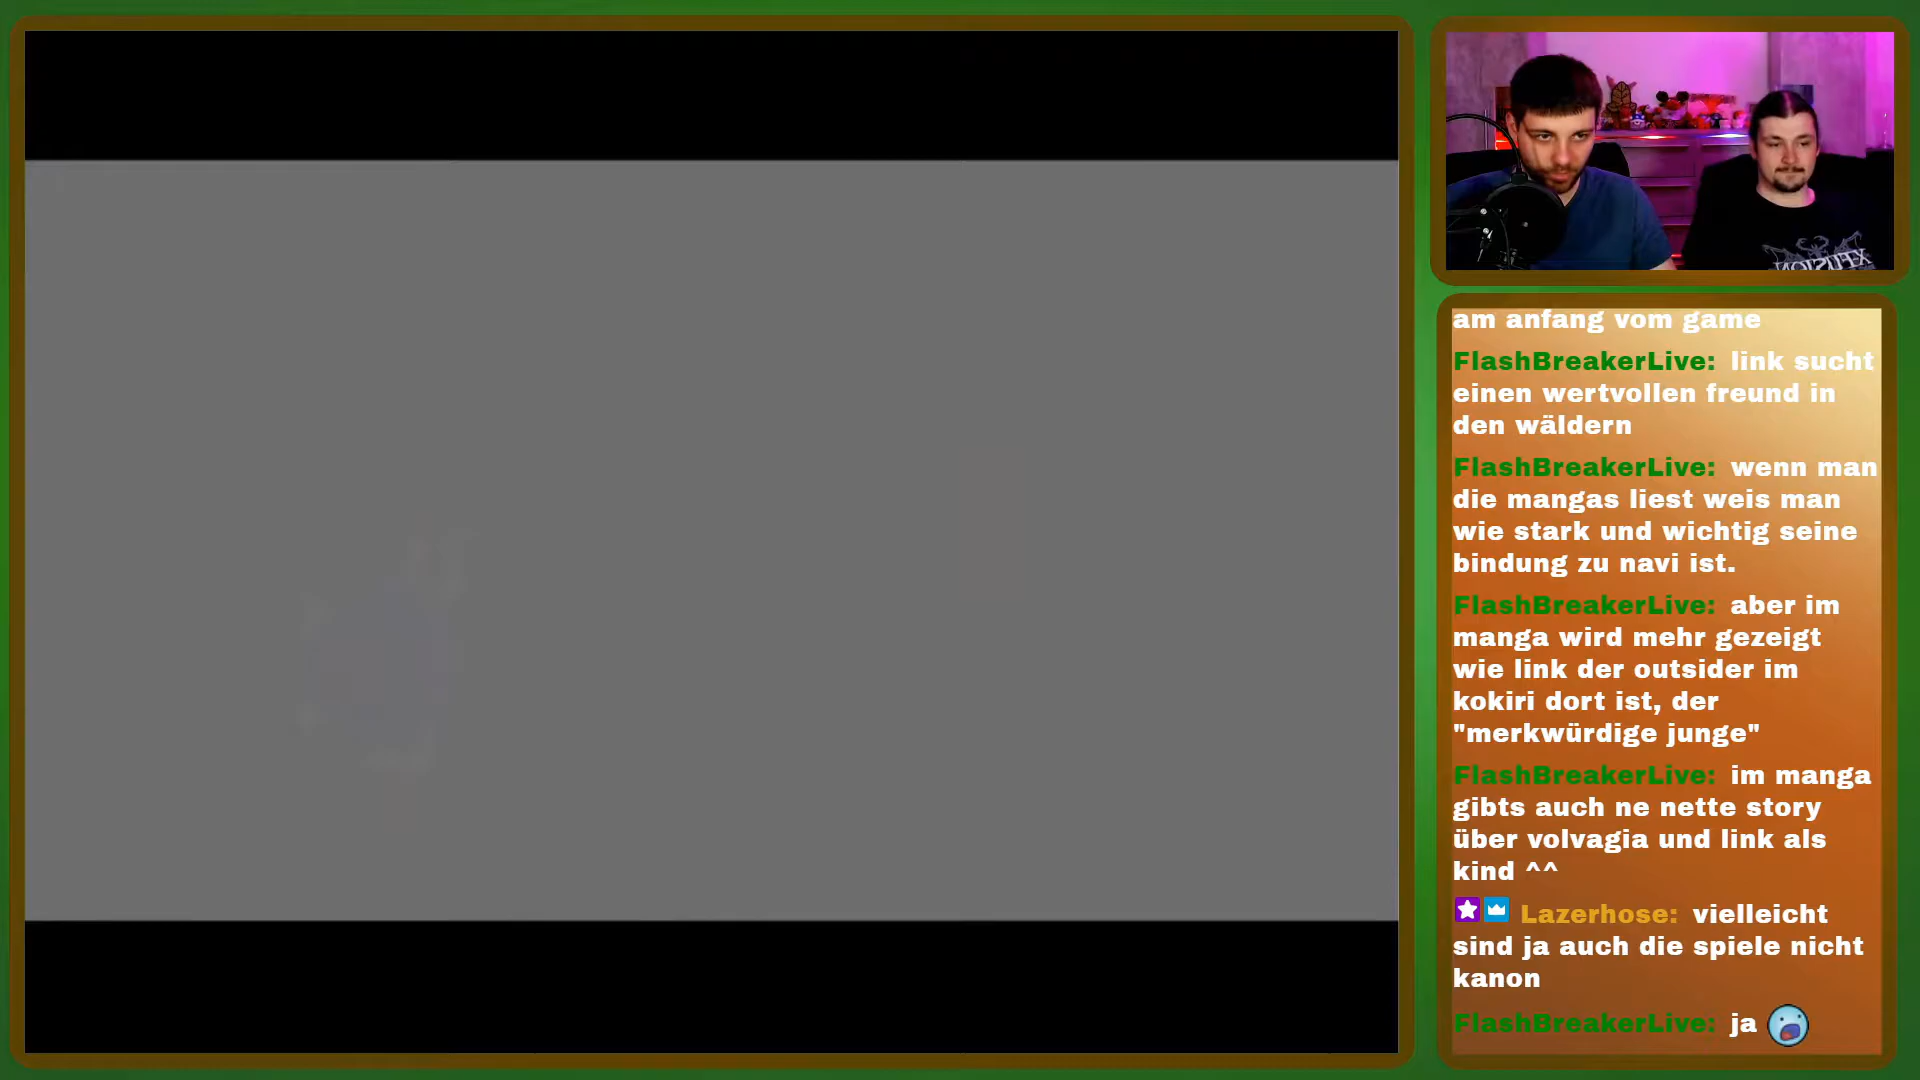 am anfang vom game
FlashBreakerLive: link sucht
einen wertvollen freund in
den wäldern
FlashBreakerLive: wenn man
die mangas liest weis man
wie stark und wichtig seine
bindung zu navi ist.
FlashBreakerLive: aber im
manga wird mehr gezeigt
wie link der outsider im
kokiri dort ist, der
"merkwürdige junge"
FlashBreakerLive: im manga
gibts auch ne nette story
über volvagia und link als
kind ^^
Lazerhose: vielleicht
sind ja auch die spiele nicht
kanon
FlashBreakerLive: ja